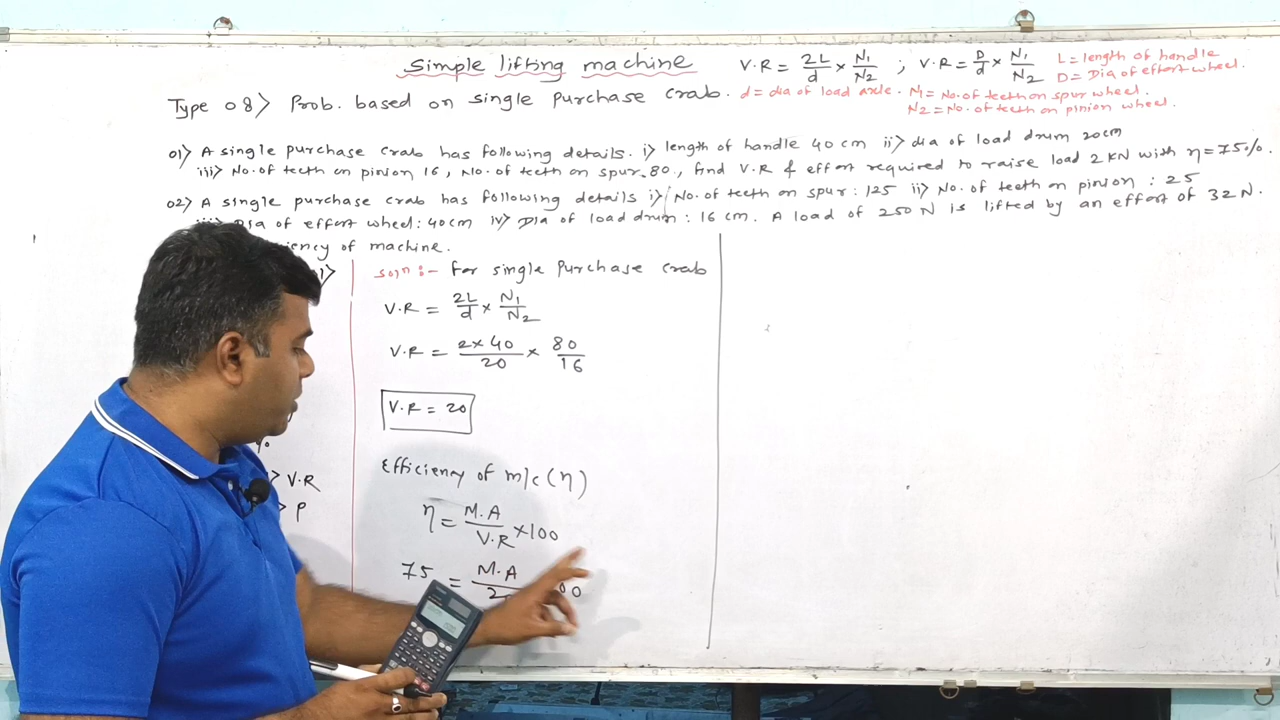 Simple lifting machine V.R = 2L/d × N1/N2 ; V.R = D/d × N1/N2 L = length of handle
D = Dia of effort wheel.
Type 08> Prob. based on single purchase crab. d = dia of load axle. N1 = No. of teeth on spur wheel.
N2 = No. of teeth on pinion wheel.
01> A single purchase crab has following details. i> length of handle 40 cm ii> dia of load drum 20cm
iii> No. of teeth on pinion 16, No. of teeth on spur-80., find V.R & effort required to raise load 2 KN with η = 75%.
02> A single purchase crab has following details i> No. of teeth on spur : 125 ii> No. of teeth on pinion : 25
Dia of effort wheel : 40cm iv> Dia of load drum : 16 cm. A load of 250 N is lifted by an effort of 32 N.
of machine.
soln :- for single purchase crab
V.R = 2L/d × N1/N2
V.R = 2×40/20 × 80/16
V.R = 20
Efficiency of m/c (η)
> V.R
> P
η = M.A/V.R × 100
75 = M.A